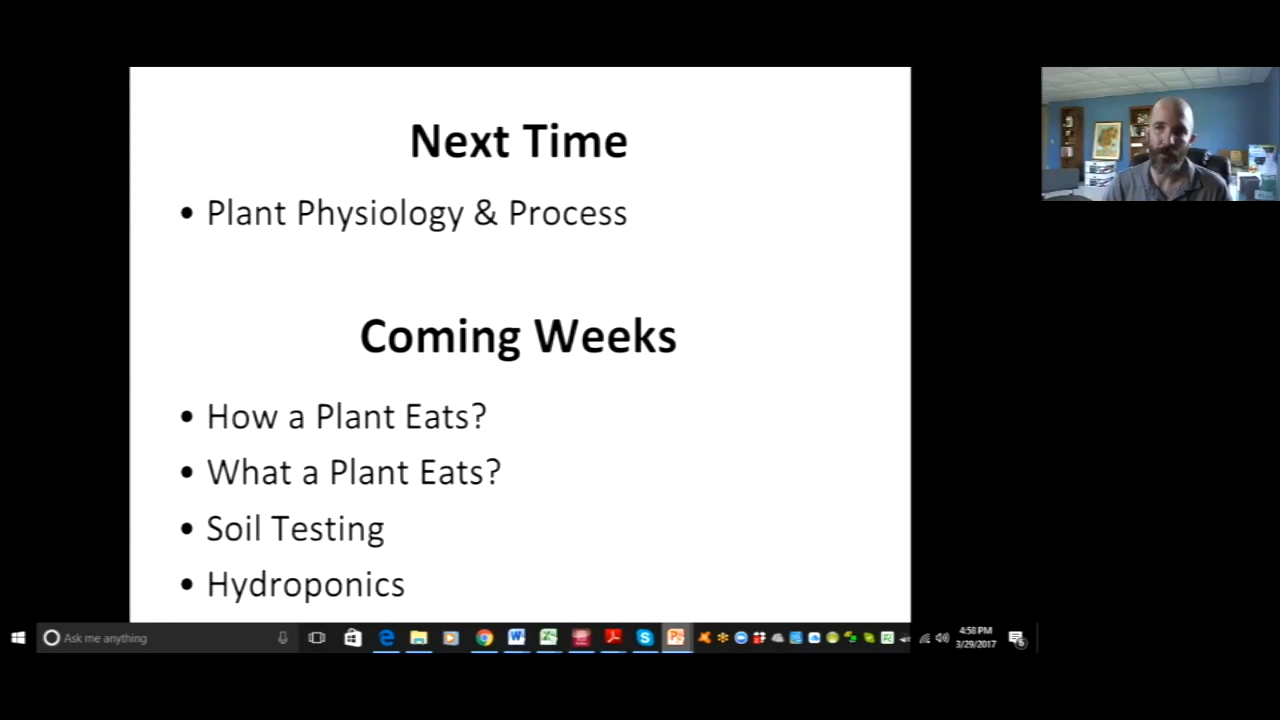 Next Time
• Plant Physiology & Process
Coming Weeks
• How a Plant Eats?
• What a Plant Eats?
• Soil Testing
• Hydroponics
Ask me anything
4:58 PM
3/29/2017